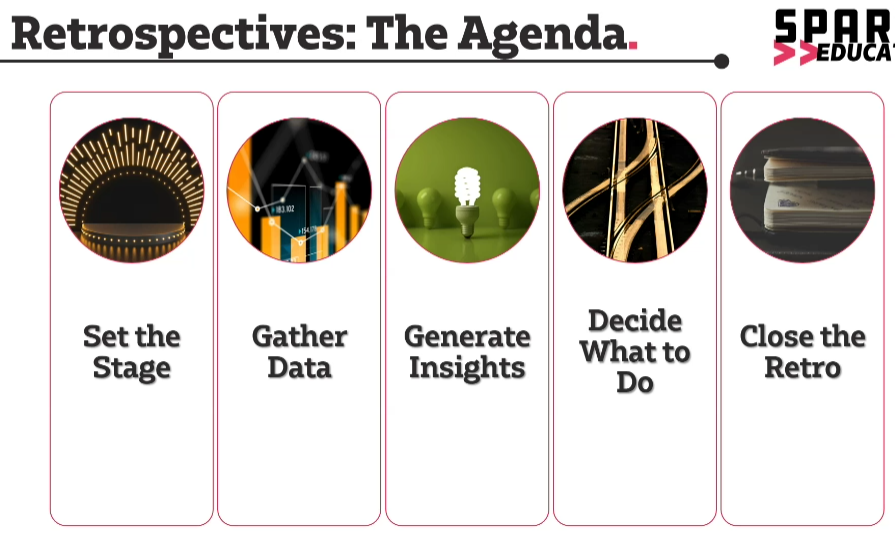 Retrospectives: The Agenda.
SPAR
EDUCA
Set the
Stage
Gather
Data
Generate
Insights
Decide
What to
Do
Close the
Retro